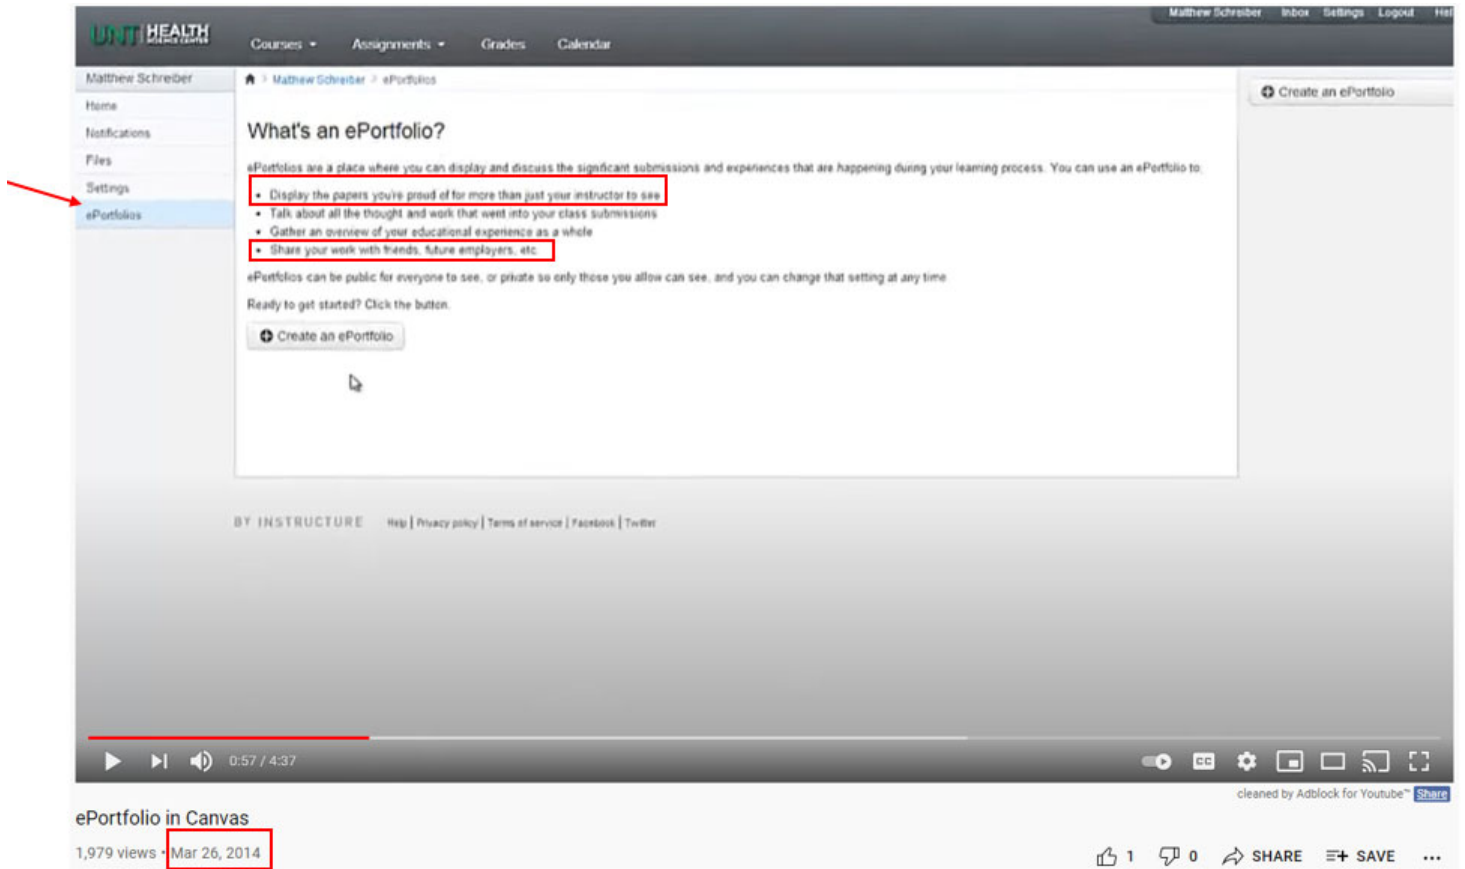 Matthew Schreiber Inbox Settings Logout Hel
UNT HEALTH
SCIENCE CENTER
Courses Assignments Grades Calendar
Matthew Schreiber
Home
Notifications
Files
Settings
ePortfolios
Matthew Schreiber > ePortfolios
Create an ePortfolio
What's an ePortfolio?
ePortfolios are a place where you can display and discuss the significant submissions and experiences that are happening during your learning process. You can use an ePortfolio to:
• Display the papers you're proud of for more than just your instructor to see
• Talk about all the thought and work that went into your class submissions
• Gather an overview of your educational experience as a whole
• Share your work with friends, future employers, etc
ePortfolios can be public for everyone to see, or private so only those you allow can see, and you can change that setting at any time
Ready to get started? Click the button.
Create an ePortfolio
BY INSTRUCTURE Help | Privacy policy | Terms of service | Facebook | Twitter
0:57 / 4:37
CC
cleaned by Adblock for Youtube™ Share
ePortfolio in Canvas
1,979 views • Mar 26, 2014
1 0 SHARE SAVE ...